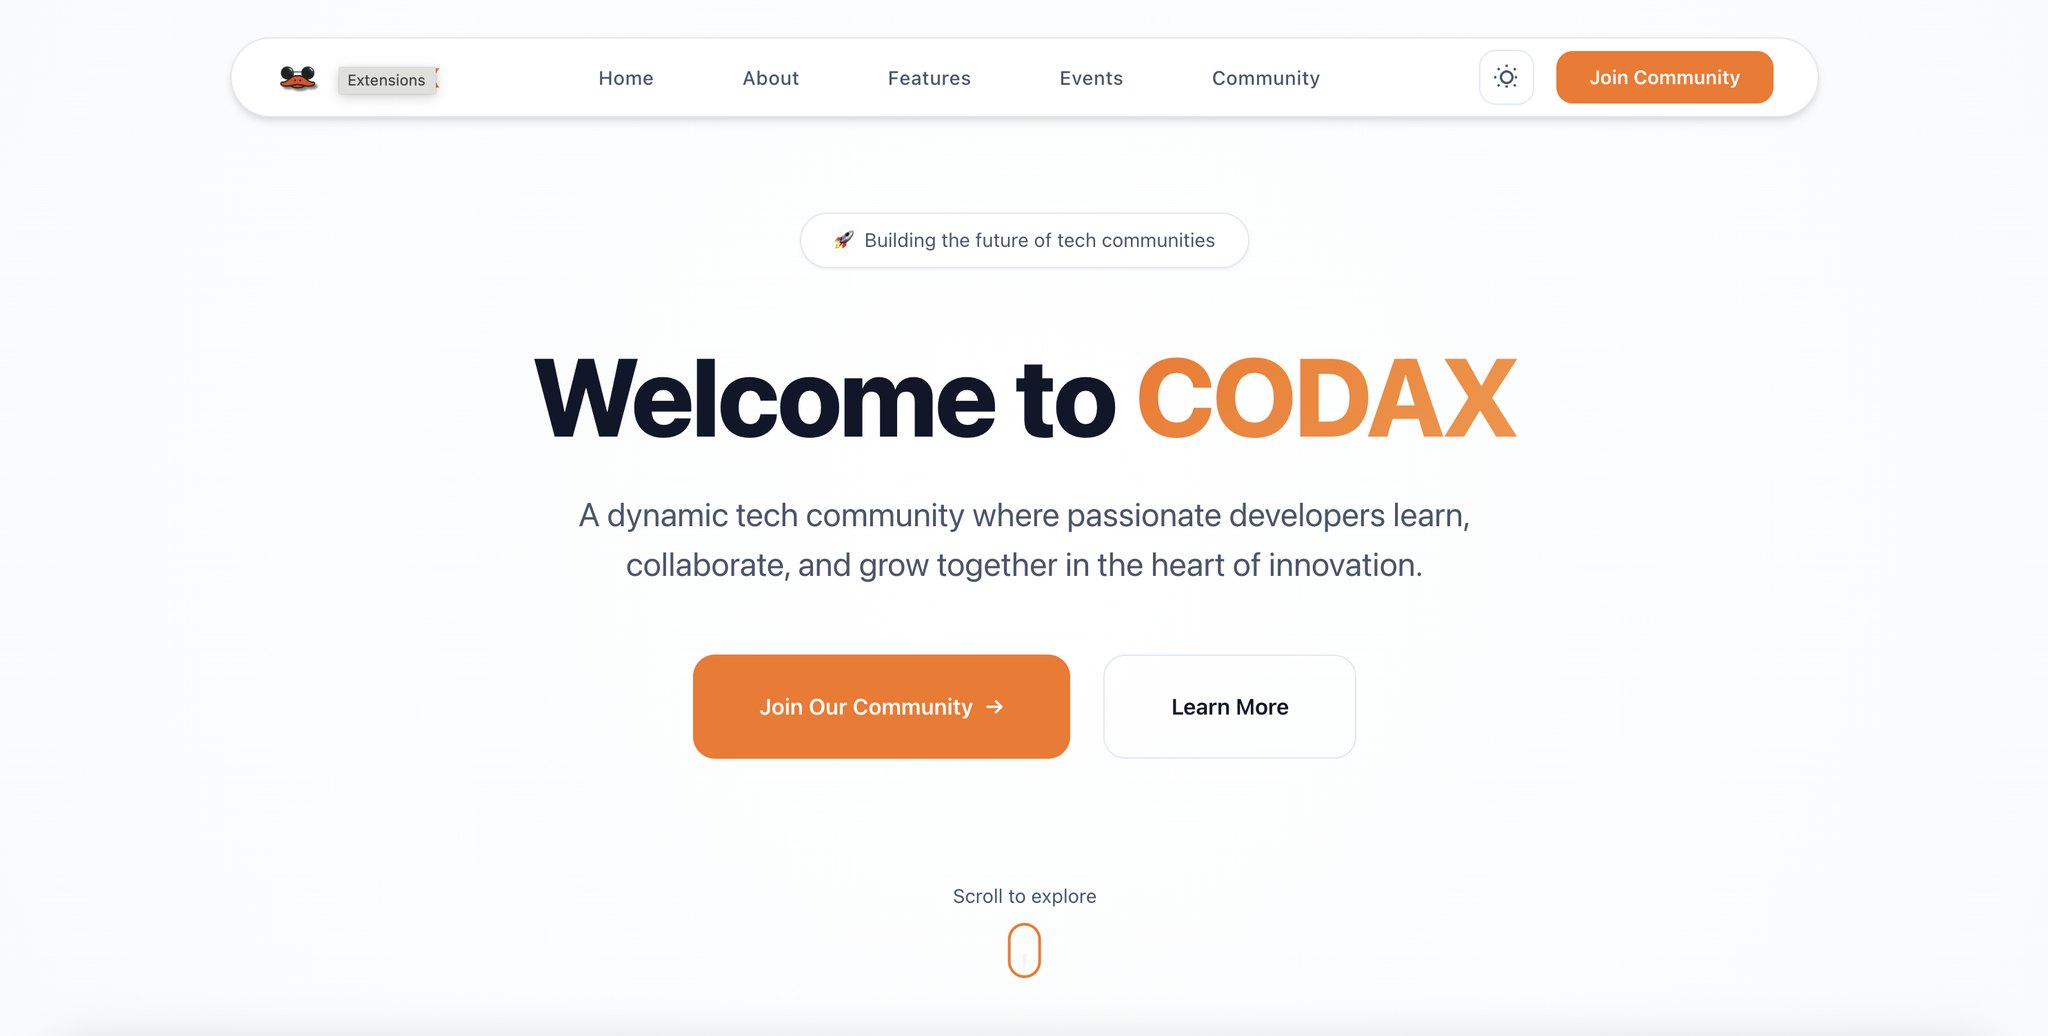 Extensions
Home
About
Features
Events
Community
Join Community
🚀 Building the future of tech communities
Welcome to CODAX
A dynamic tech community where passionate developers learn,
collaborate, and grow together in the heart of innovation.
Join Our Community →
Learn More
Scroll to explore